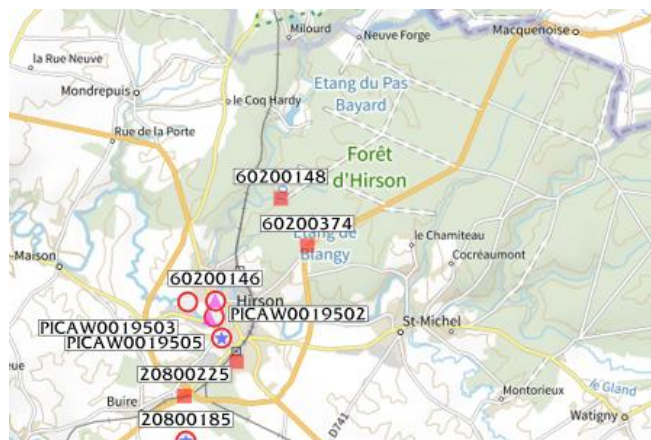 Milourd
Neuve Forge
Macquenoise
la Rue Neuve
Mondrepuis
Etang du Pas
Bayard
le Coq Hardy
Rue de la Porte
Forêt
d'Hirson
60200148
60200374
Etang de
Blangy
le Chamiteau
-Maison
Cocréaumont
60200146
Hirson
PICAW0019502
PICAW0019503
St-Michel
PICAW0019505
20800225
eue
Buire
Montorieux
le Gland
20800185
D741
Watigny